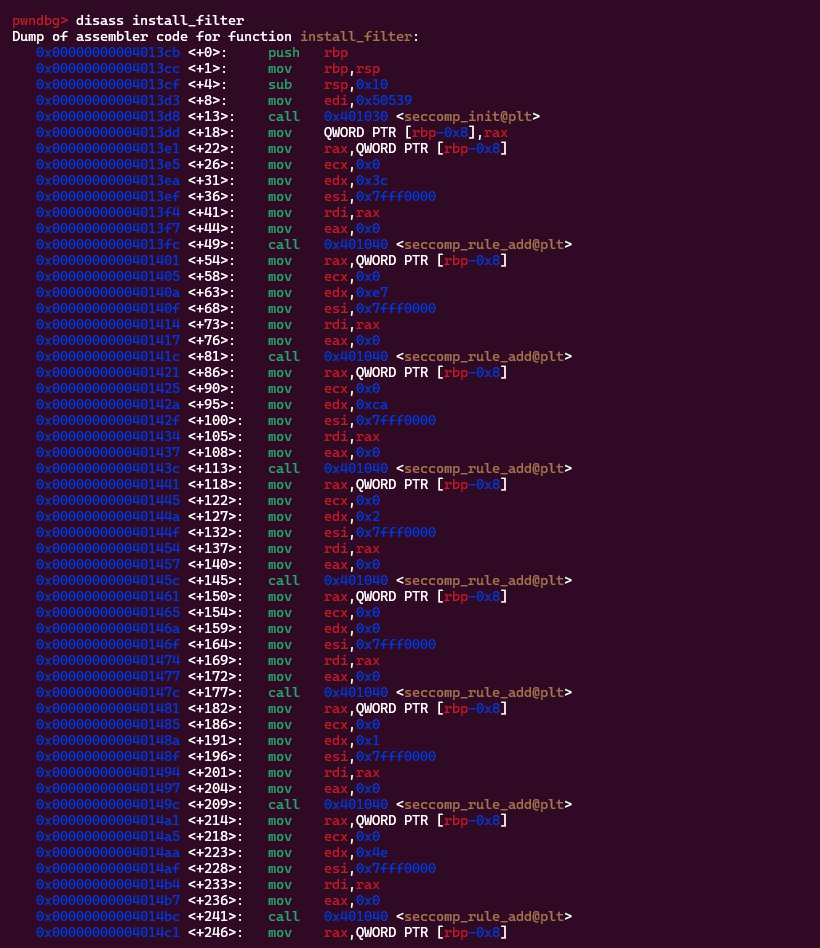 pwndbg> disass install_filter
Dump of assembler code for function install_filter:
   0x00000000004013cb <+0>:     push   rbp
   0x00000000004013cc <+1>:     mov    rbp,rsp
   0x00000000004013cf <+4>:     sub    rsp,0x10
   0x00000000004013d3 <+8>:     mov    edi,0x50539
   0x00000000004013d8 <+13>:    call   0x401030 <seccomp_init@plt>
   0x00000000004013dd <+18>:    mov    QWORD PTR [rbp-0x8],rax
   0x00000000004013e1 <+22>:    mov    rax,QWORD PTR [rbp-0x8]
   0x00000000004013e5 <+26>:    mov    ecx,0x0
   0x00000000004013ea <+31>:    mov    edx,0x3c
   0x00000000004013ef <+36>:    mov    esi,0x7fff0000
   0x00000000004013f4 <+41>:    mov    rdi,rax
   0x00000000004013f7 <+44>:    mov    eax,0x0
   0x00000000004013fc <+49>:    call   0x401040 <seccomp_rule_add@plt>
   0x0000000000401401 <+54>:    mov    rax,QWORD PTR [rbp-0x8]
   0x0000000000401405 <+58>:    mov    ecx,0x0
   0x000000000040140a <+63>:    mov    edx,0xe7
   0x000000000040140f <+68>:    mov    esi,0x7fff0000
   0x0000000000401414 <+73>:    mov    rdi,rax
   0x0000000000401417 <+76>:    mov    eax,0x0
   0x000000000040141c <+81>:    call   0x401040 <seccomp_rule_add@plt>
   0x0000000000401421 <+86>:    mov    rax,QWORD PTR [rbp-0x8]
   0x0000000000401425 <+90>:    mov    ecx,0x0
   0x000000000040142a <+95>:    mov    edx,0xca
   0x000000000040142f <+100>:   mov    esi,0x7fff0000
   0x0000000000401434 <+105>:   mov    rdi,rax
   0x0000000000401437 <+108>:   mov    eax,0x0
   0x000000000040143c <+113>:   call   0x401040 <seccomp_rule_add@plt>
   0x0000000000401441 <+118>:   mov    rax,QWORD PTR [rbp-0x8]
   0x0000000000401445 <+122>:   mov    ecx,0x0
   0x000000000040144a <+127>:   mov    edx,0x2
   0x000000000040144f <+132>:   mov    esi,0x7fff0000
   0x0000000000401454 <+137>:   mov    rdi,rax
   0x0000000000401457 <+140>:   mov    eax,0x0
   0x000000000040145c <+145>:   call   0x401040 <seccomp_rule_add@plt>
   0x0000000000401461 <+150>:   mov    rax,QWORD PTR [rbp-0x8]
   0x0000000000401465 <+154>:   mov    ecx,0x0
   0x000000000040146a <+159>:   mov    edx,0x0
   0x000000000040146f <+164>:   mov    esi,0x7fff0000
   0x0000000000401474 <+169>:   mov    rdi,rax
   0x0000000000401477 <+172>:   mov    eax,0x0
   0x000000000040147c <+177>:   call   0x401040 <seccomp_rule_add@plt>
   0x0000000000401481 <+182>:   mov    rax,QWORD PTR [rbp-0x8]
   0x0000000000401485 <+186>:   mov    ecx,0x0
   0x000000000040148a <+191>:   mov    edx,0x1
   0x000000000040148f <+196>:   mov    esi,0x7fff0000
   0x0000000000401494 <+201>:   mov    rdi,rax
   0x0000000000401497 <+204>:   mov    eax,0x0
   0x000000000040149c <+209>:   call   0x401040 <seccomp_rule_add@plt>
   0x00000000004014a1 <+214>:   mov    rax,QWORD PTR [rbp-0x8]
   0x00000000004014a5 <+218>:   mov    ecx,0x0
   0x00000000004014aa <+223>:   mov    edx,0x4e
   0x00000000004014af <+228>:   mov    esi,0x7fff0000
   0x00000000004014b4 <+233>:   mov    rdi,rax
   0x00000000004014b7 <+236>:   mov    eax,0x0
   0x00000000004014bc <+241>:   call   0x401040 <seccomp_rule_add@plt>
   0x00000000004014c1 <+246>:   mov    rax,QWORD PTR [rbp-0x8]